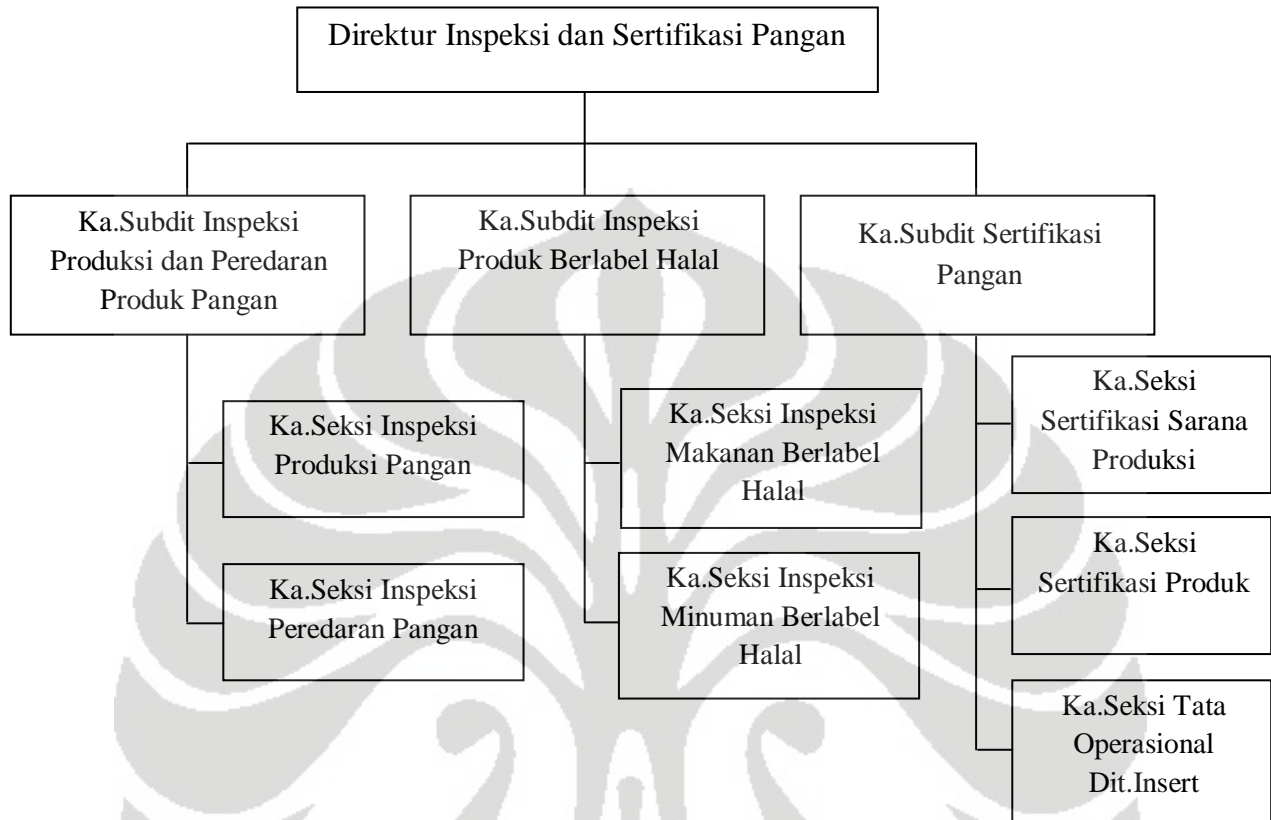 Direktur Inspeksi dan Sertifikasi Pangan
Ka.Subdit Inspeksi
Produksi dan Peredaran
Produk Pangan
Ka.Subdit Inspeksi
Produk Berlabel Halal
Ka.Subdit Sertifikasi
Pangan
Ka.Seksi Inspeksi
Produksi Pangan
Ka.Seksi Inspeksi
Peredaran Pangan
Ka.Seksi Inspeksi
Makanan Berlabel
Halal
Ka.Seksi Inspeksi
Minuman Berlabel
Halal
Ka.Seksi
Sertifikasi Sarana
Produksi
Ka.Seksi
Sertifikasi Produk
Ka.Seksi Tata
Operasional
Dit.Insert